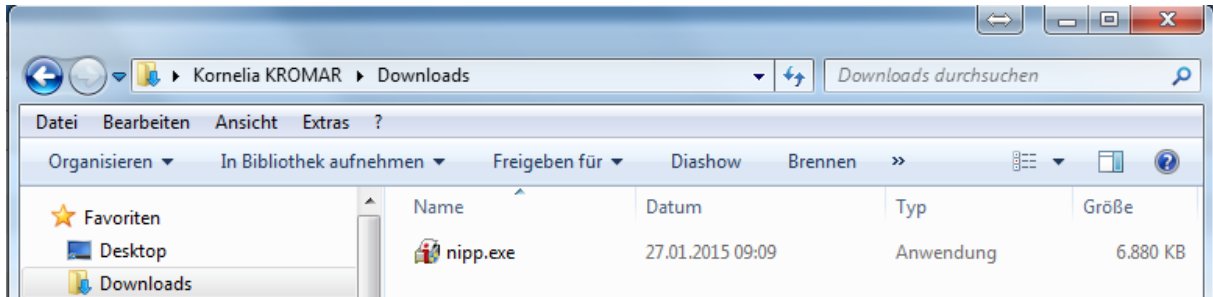 Kornelia KROMAR Downloads Downloads durchsuchen
Datei Bearbeiten Ansicht Extras ?
Organisieren In Bibliothek aufnehmen Freigeben für Diashow Brennen »
Favoriten Name Datum Typ Größe
Desktop nipp.exe 27.01.2015 09:09 Anwendung 6.880 KB
Downloads